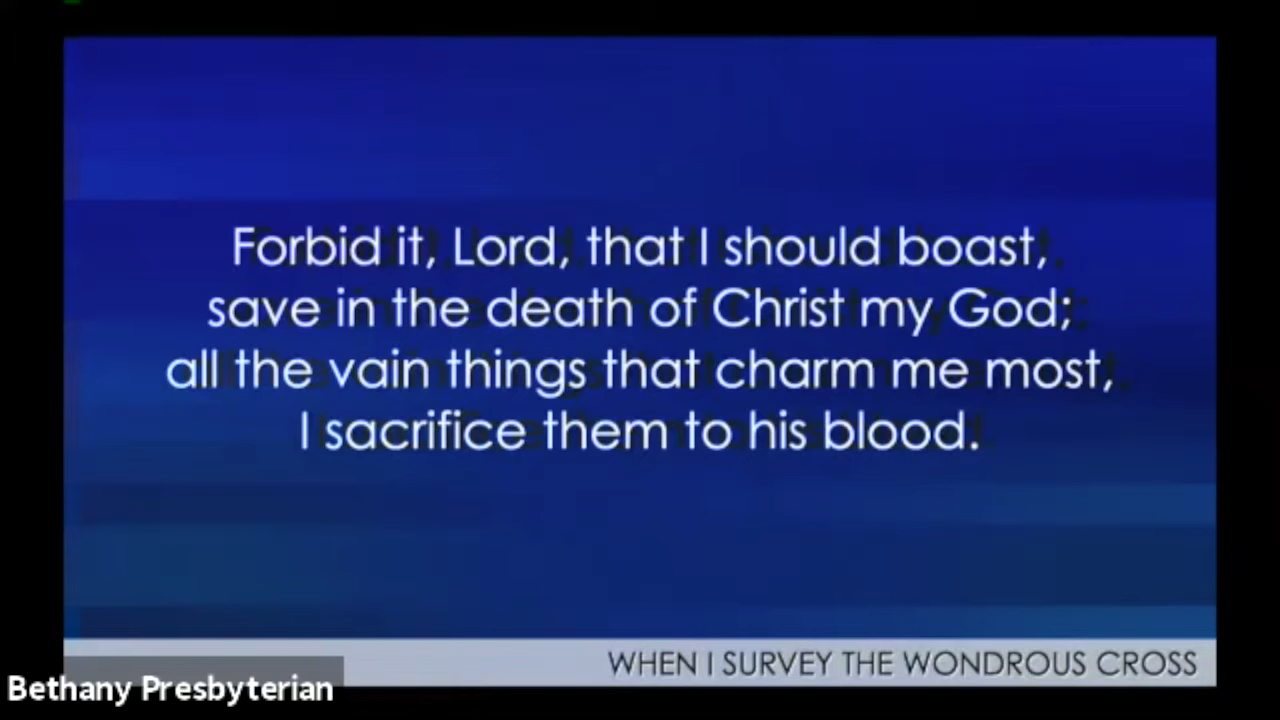 Forbid it, Lord, that I should boast,
save in the death of Christ my God;
all the vain things that charm me most,
I sacrifice them to his blood.
WHEN I SURVEY THE WONDROUS CROSS
Bethany Presbyterian